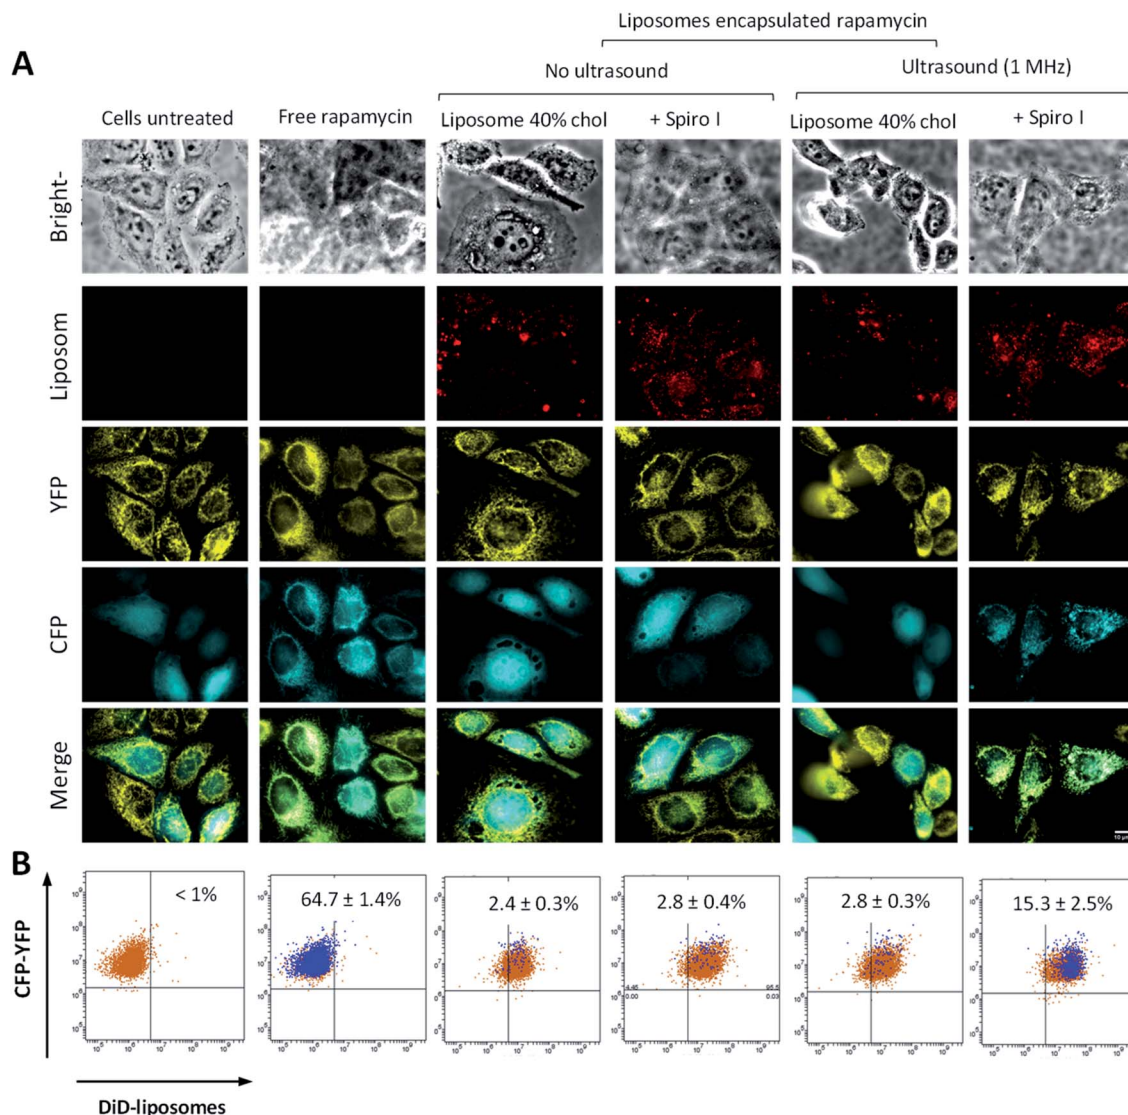 Liposomes encapsulated rapamycin
A
No ultrasound
Ultrasound (1 MHz)
Cells untreated
Free rapamycin
Liposome 40% chol
+ Spiro I
Liposome 40% chol
+ Spiro I
Bright-
Liposom
YFP
CFP
Merge
10 µm
B
CFP-YFP
< 1%
64.7 ± 1.4%
2.4 ± 0.3%
2.8 ± 0.4%
2.8 ± 0.3%
15.3 ± 2.5%
DiD-liposomes